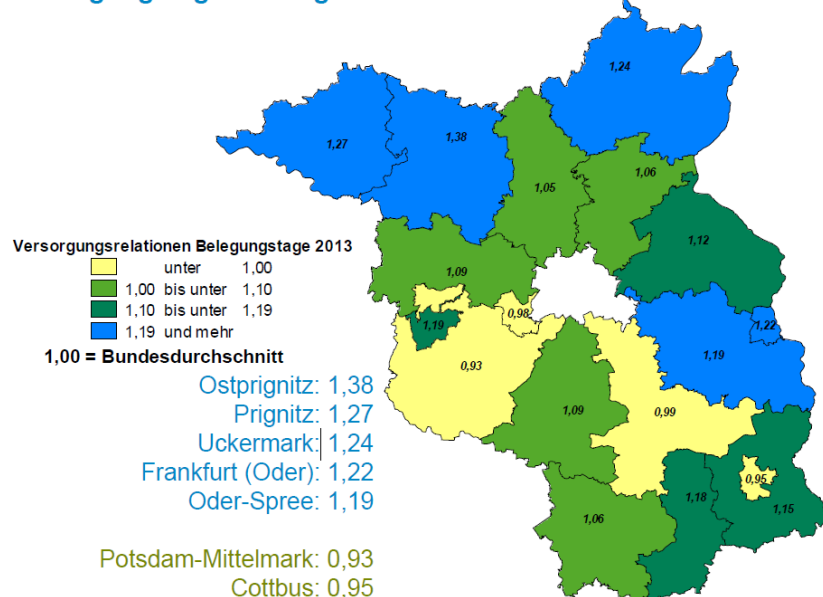 1,24
1,27
1,38
1,05
1,06
1,12
Versorgungsrelationen Belegungstage 2013
unter 1,00
1,00 bis unter 1,10
1,10 bis unter 1,19
1,19 und mehr
1,00 = Bundesdurchschnitt
1,09
1,19
0,98
0,93
1,22
1,19
1,09
0,99
0,95
1,18
1,15
1,06
Ostprignitz: 1,38
Prignitz: 1,27
Uckermark: 1,24
Frankfurt (Oder): 1,22
Oder-Spree: 1,19
Potsdam-Mittelmark: 0,93
Cottbus: 0,95